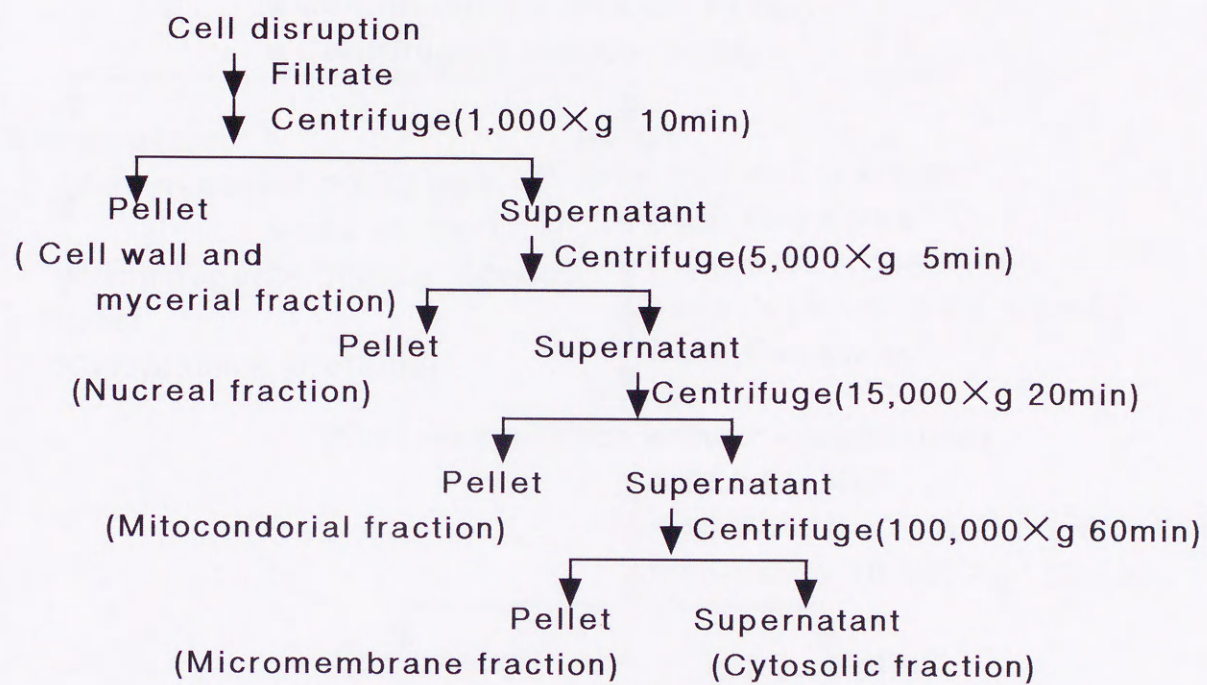 Cell disruption
Filtrate
Centrifuge(1,000×g 10min)
Pellet Supernatant
( Cell wall and Centrifuge(5,000×g 5min)
mycerial fraction)
Pellet Supernatant
(Nucreal fraction) Centrifuge(15,000×g 20min)
Pellet Supernatant
(Mitocondorial fraction) Centrifuge(100,000×g 60min)
Pellet Supernatant
(Micromembrane fraction) (Cytosolic fraction)